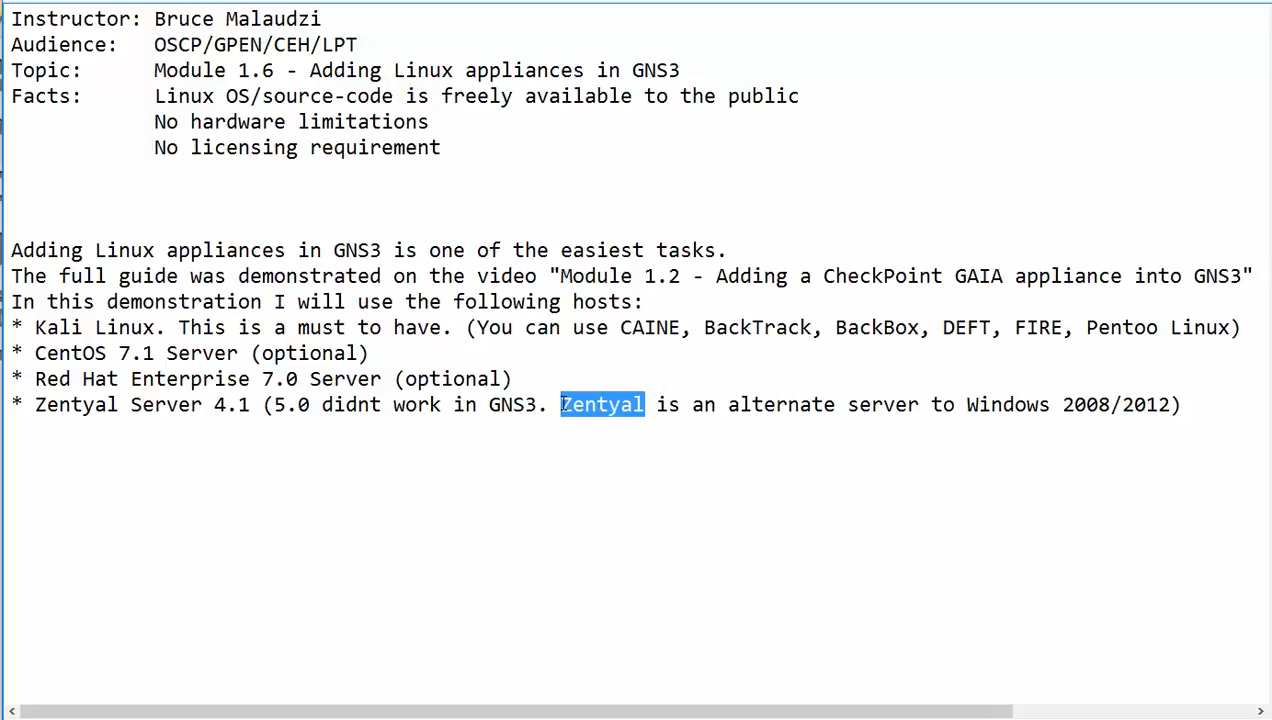 Instructor: Bruce Malaudzi
Audience: OSCP/GPEN/CEH/LPT
Topic: Module 1.6 - Adding Linux appliances in GNS3
Facts: Linux OS/source-code is freely available to the public
No hardware limitations
No licensing requirement
Adding Linux appliances in GNS3 is one of the easiest tasks.
The full guide was demonstrated on the video "Module 1.2 - Adding a CheckPoint GAIA appliance into GNS3"
In this demonstration I will use the following hosts:
* Kali Linux. This is a must to have. (You can use CAINE, BackTrack, BackBox, DEFT, FIRE, Pentoo Linux)
* CentOS 7.1 Server (optional)
* Red Hat Enterprise 7.0 Server (optional)
* Zentyal Server 4.1 (5.0 didnt work in GNS3. Zentyal is an alternate server to Windows 2008/2012)